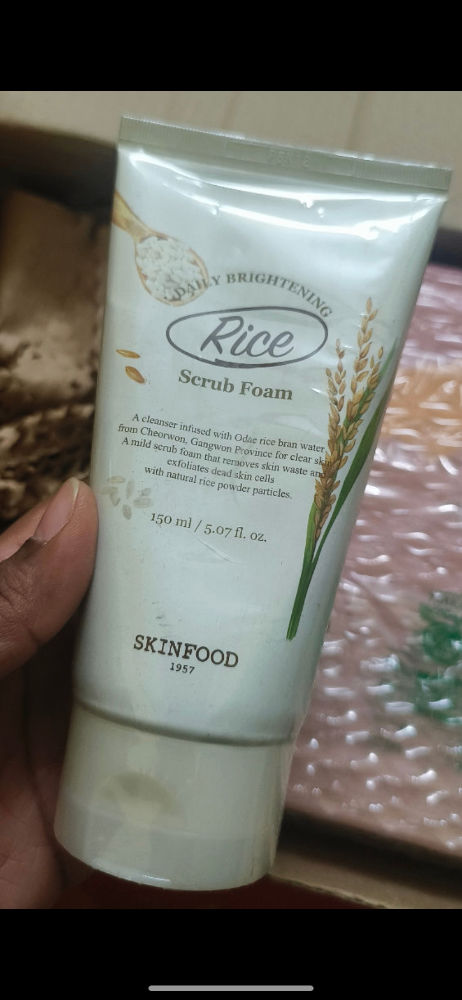 DAILY BRIGHTENING
Rice
Scrub Foam
A cleanser infused with Odae rice bran water
from Cheorwon, Gangwon Province for clear
A mild scrub foam that removes skin waste and
exfoliates dead skin cells
with natural rice powder particles.
150 ml / 5.07 fl. oz.
SKINFOOD
1957